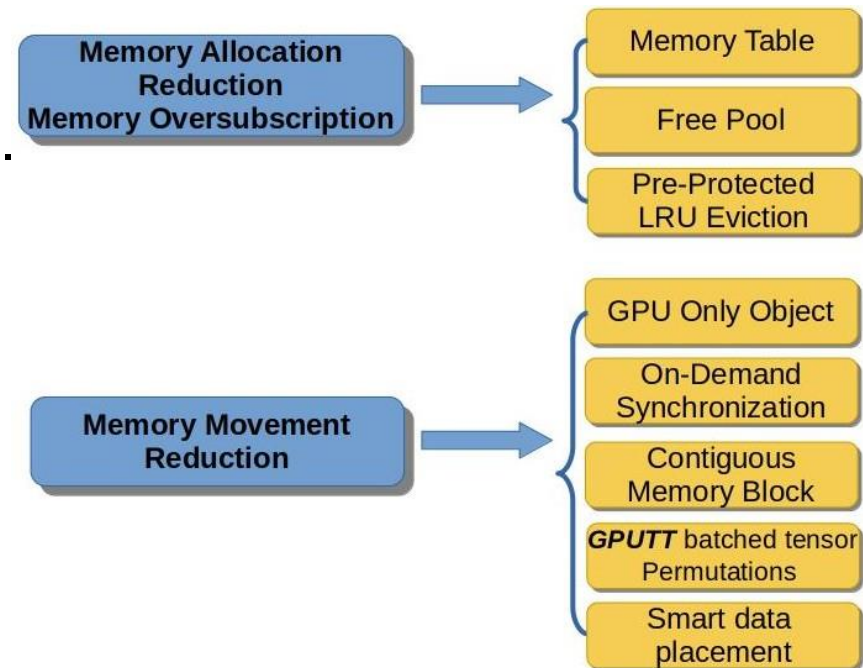 Memory Allocation
Reduction
Memory Oversubscription
Memory Table
Free Pool
Pre-Protected
LRU Eviction
Memory Movement
Reduction
GPU Only Object
On-Demand
Synchronization
Contiguous
Memory Block
GPUTT batched tensor
Permutations
Smart data
placement